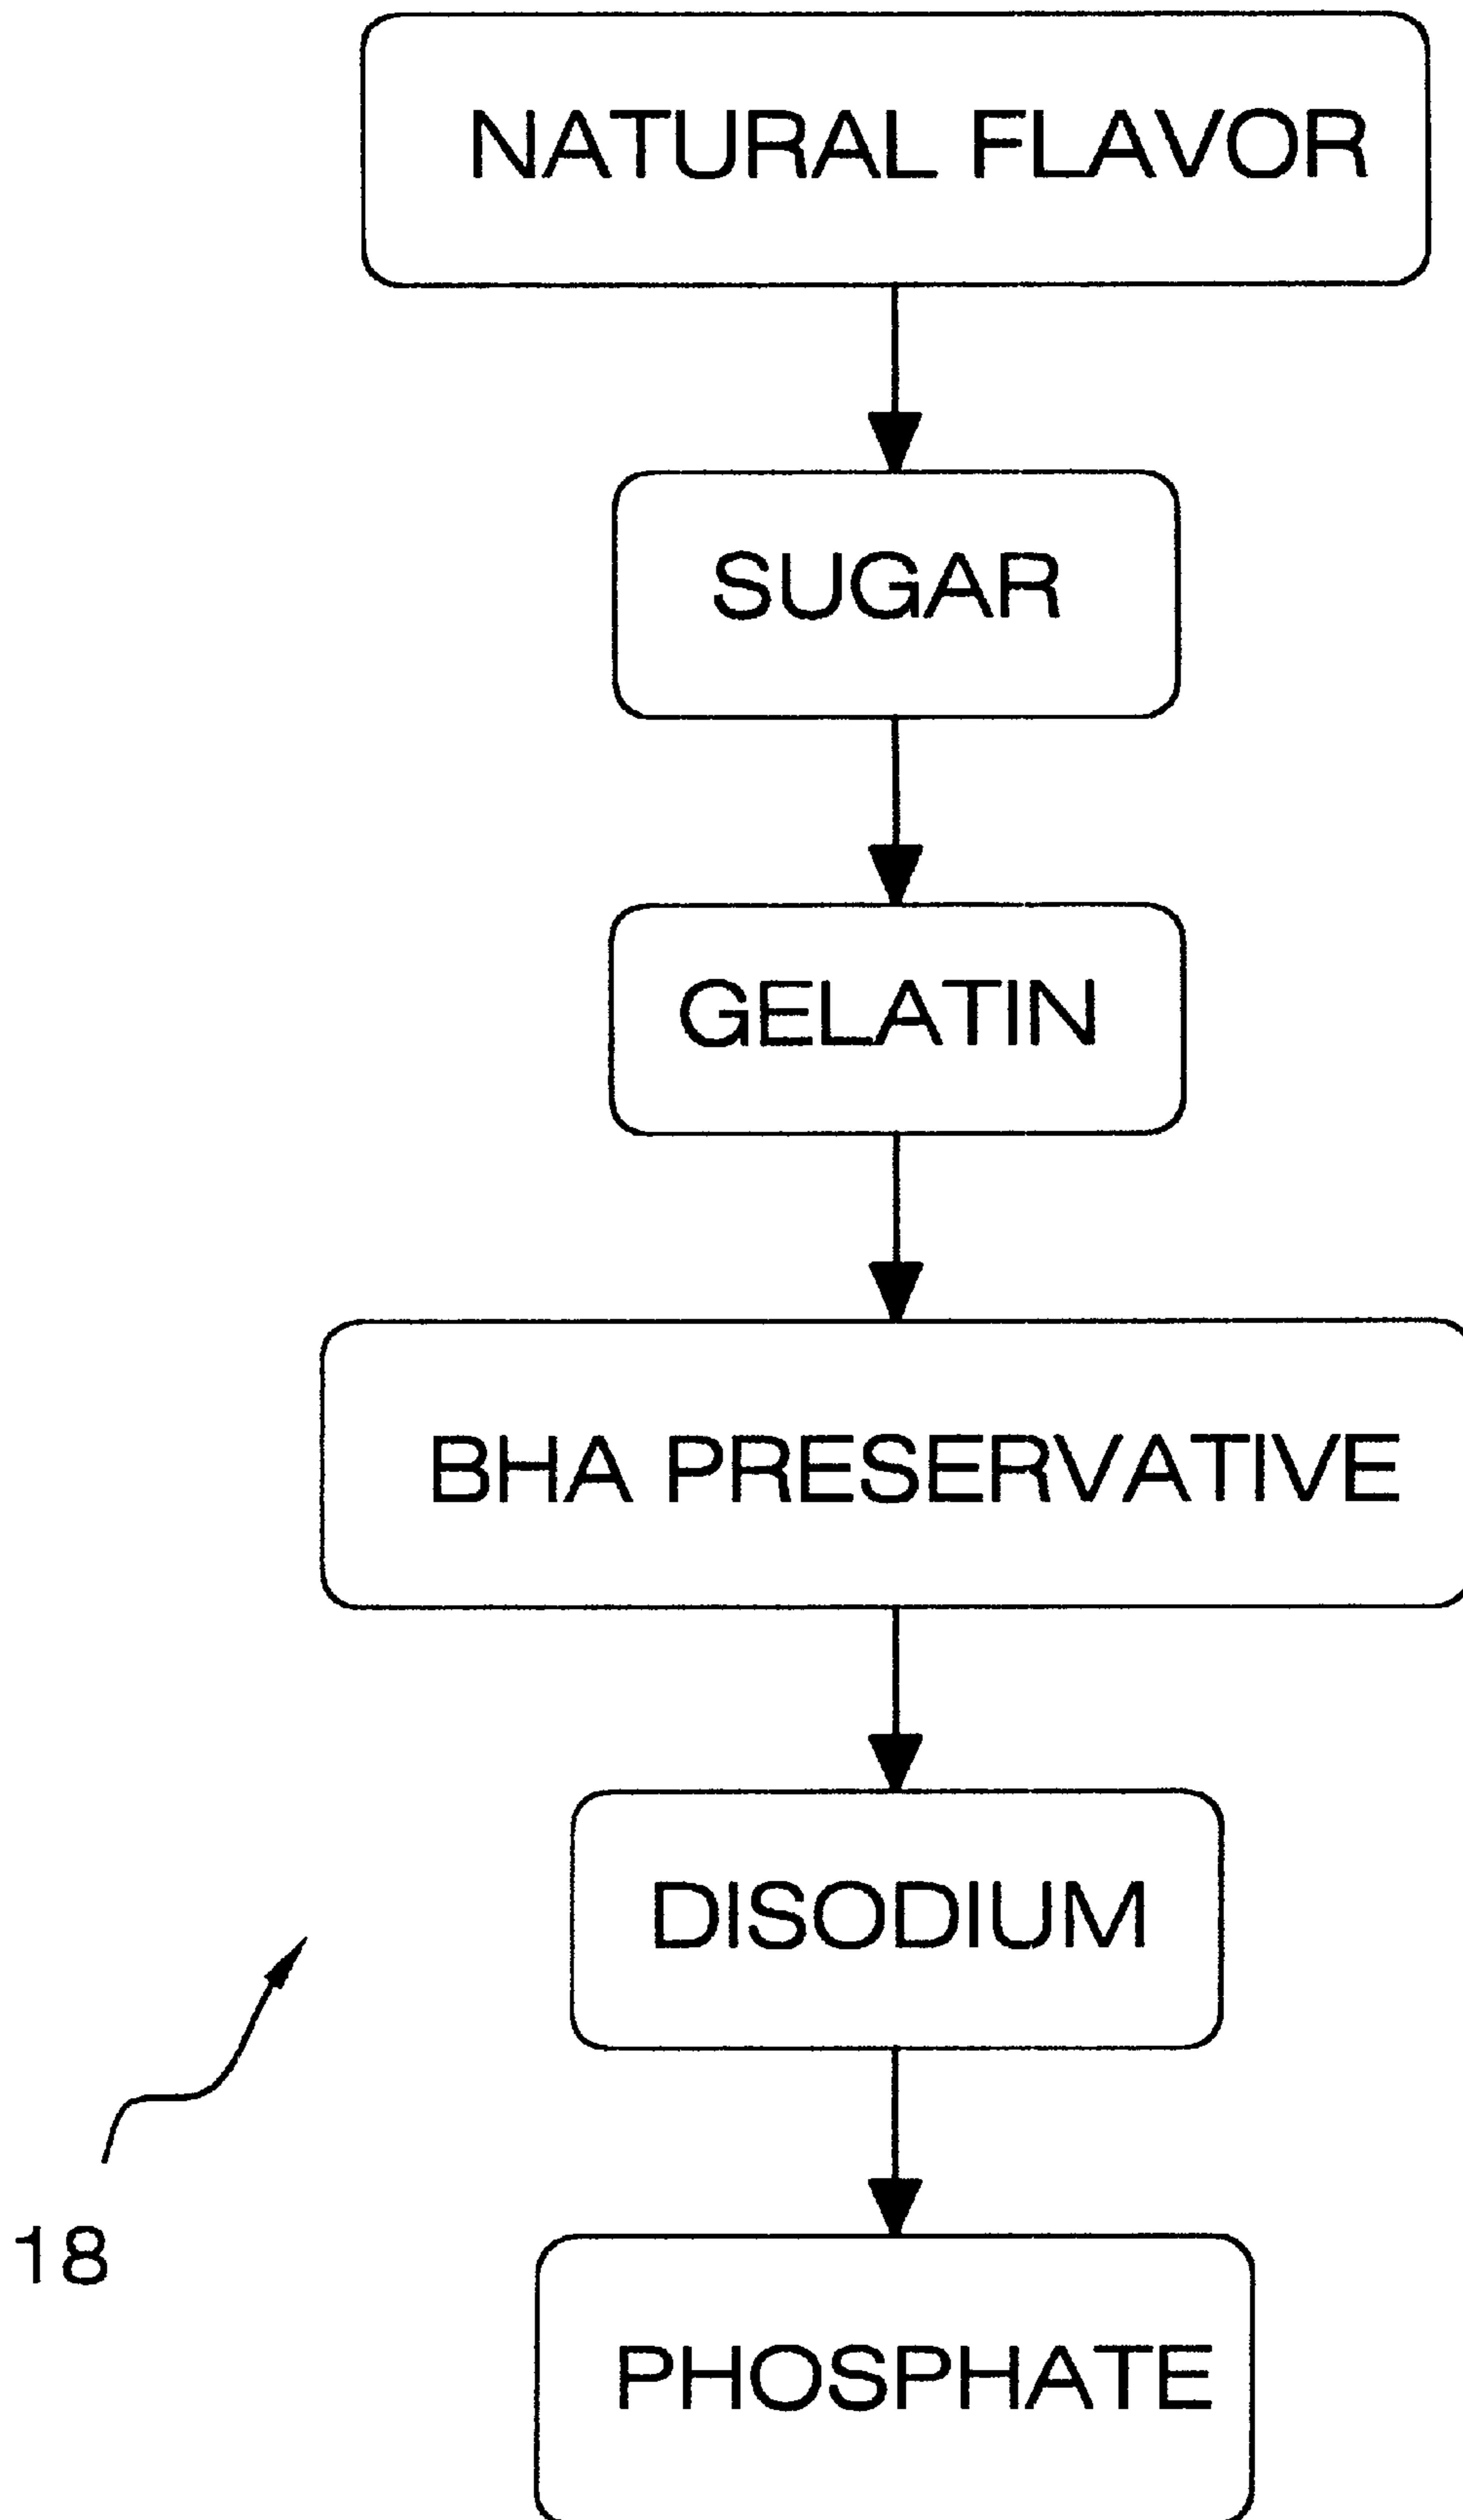 NATURAL FLAVOR
SUGAR
GELATIN
BHA PRESERVATIVE
DISODIUM
18
PHOSPHATE